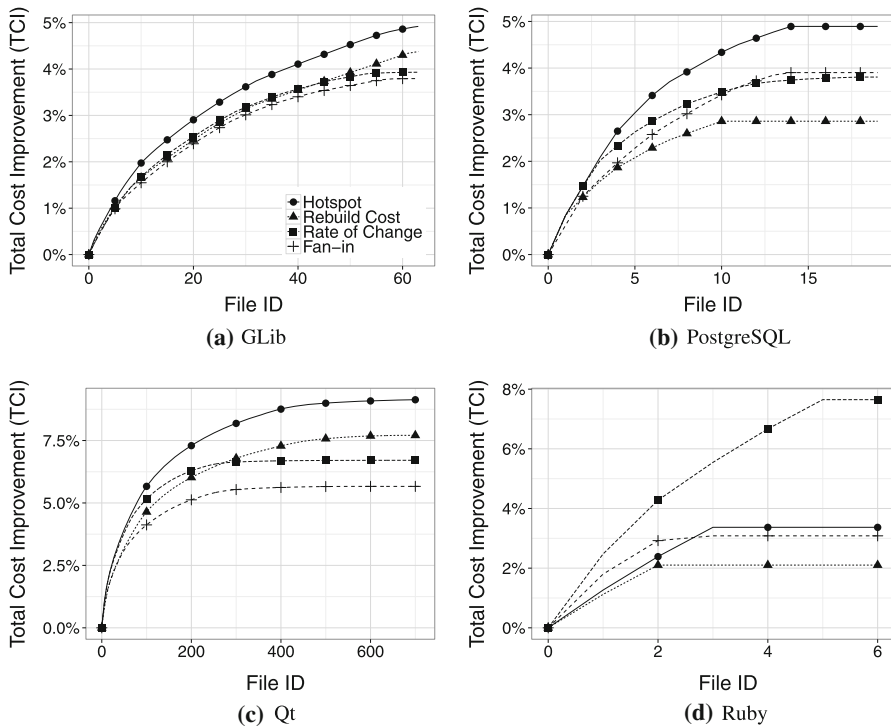 Total Cost Improvement (TCI)
5%
4%
3%
2%
1%
0%
Hotspot
Rebuild Cost
Rate of Change
Fan-in
0 20 40 60
File ID
(a) GLib
Total Cost Improvement (TCI)
5%
4%
3%
2%
1%
0%
0 5 10 15
File ID
(b) PostgreSQL
Total Cost Improvement (TCI)
7.5%
5.0%
2.5%
0.0%
0 200 400 600
File ID
(c) Qt
Total Cost Improvement (TCI)
8%
6%
4%
2%
0%
0 2 4 6
File ID
(d) Ruby